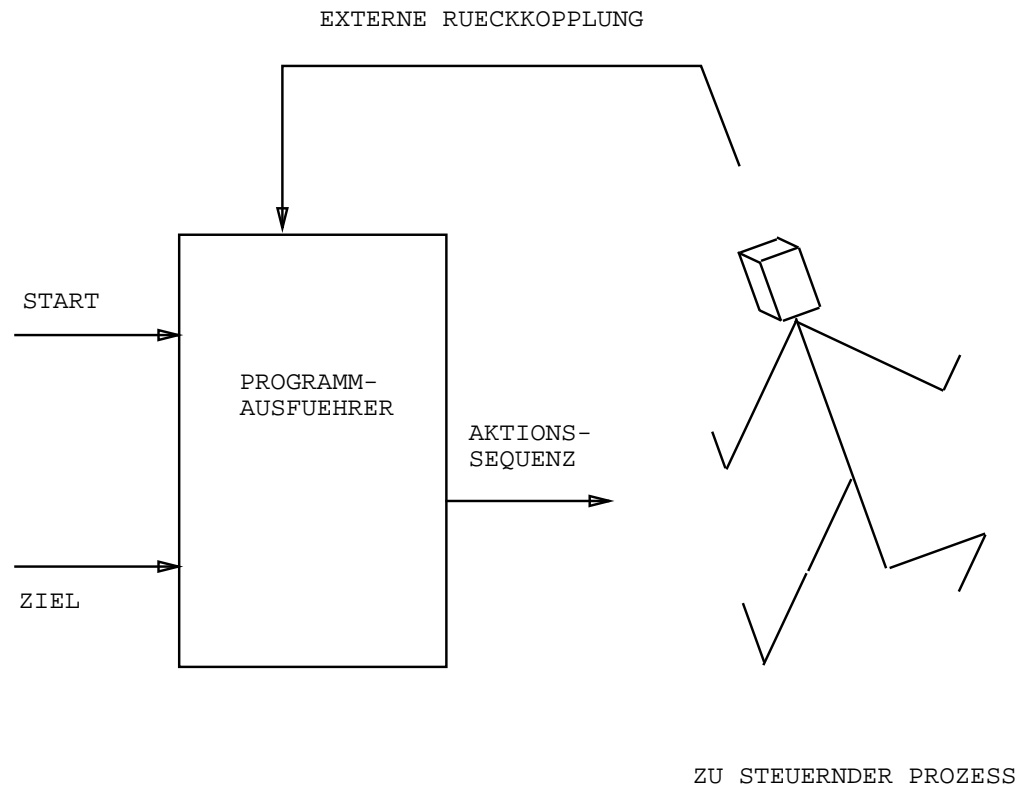 EXTERNE RUECKKOPPLUNG
START
PROGRAMM-
AUSFUEHRER
AKTIONS-
SEQUENZ
ZIEL
ZU STEUERNDER PROZESS